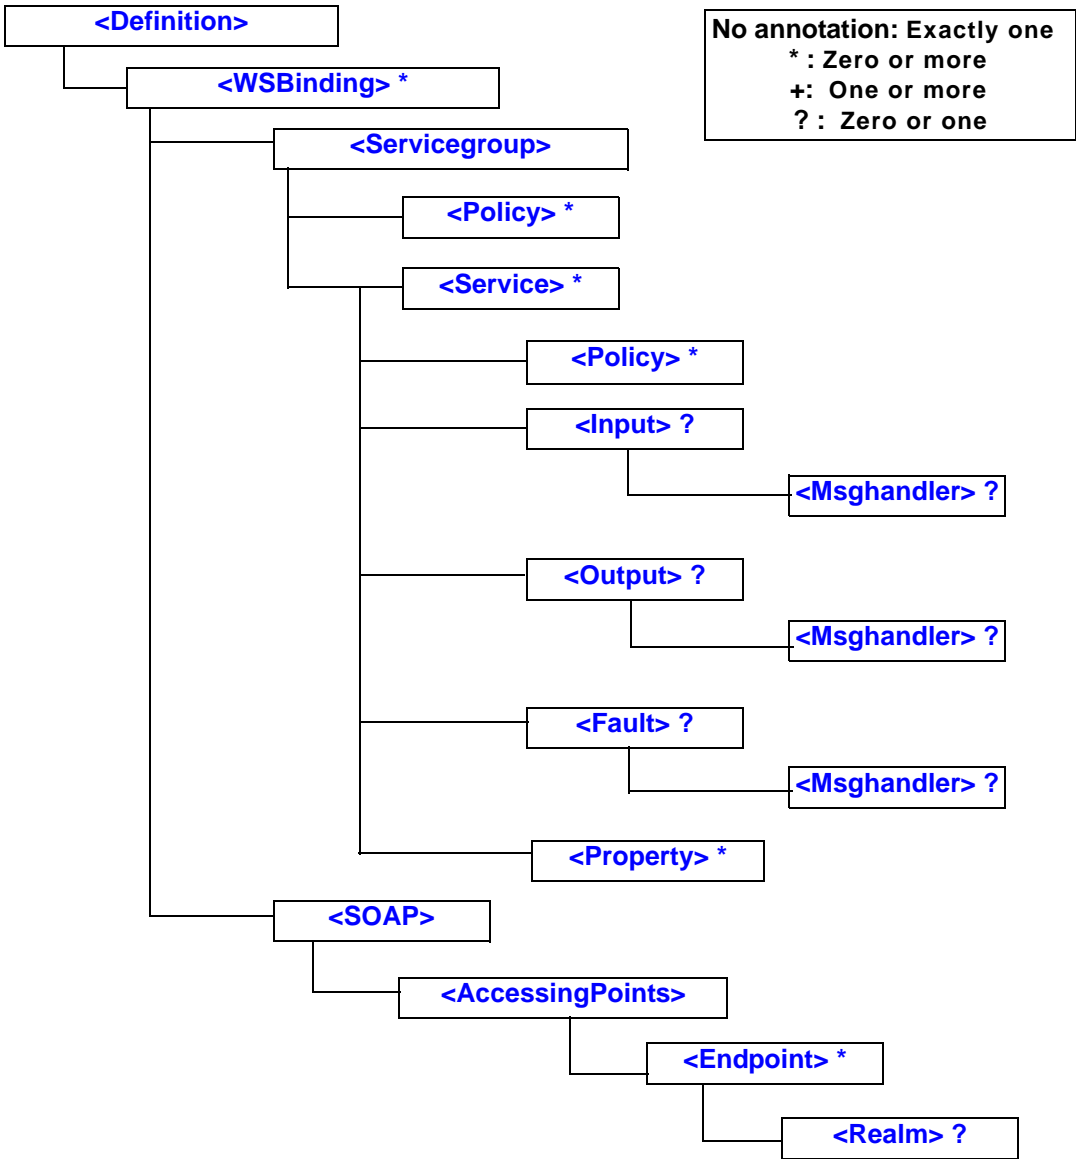 <Definition>
No annotation: Exactly one
* : Zero or more
+: One or more
? : Zero or one
<WSBinding> *
<Servicegroup>
<Policy> *
<Service> *
<Policy> *
<Input> ?
<Msghandler> ?
<Output> ?
<Msghandler> ?
<Fault> ?
<Msghandler> ?
<Property> *
<SOAP>
<AccessingPoints>
<Endpoint> *
<Realm> ?